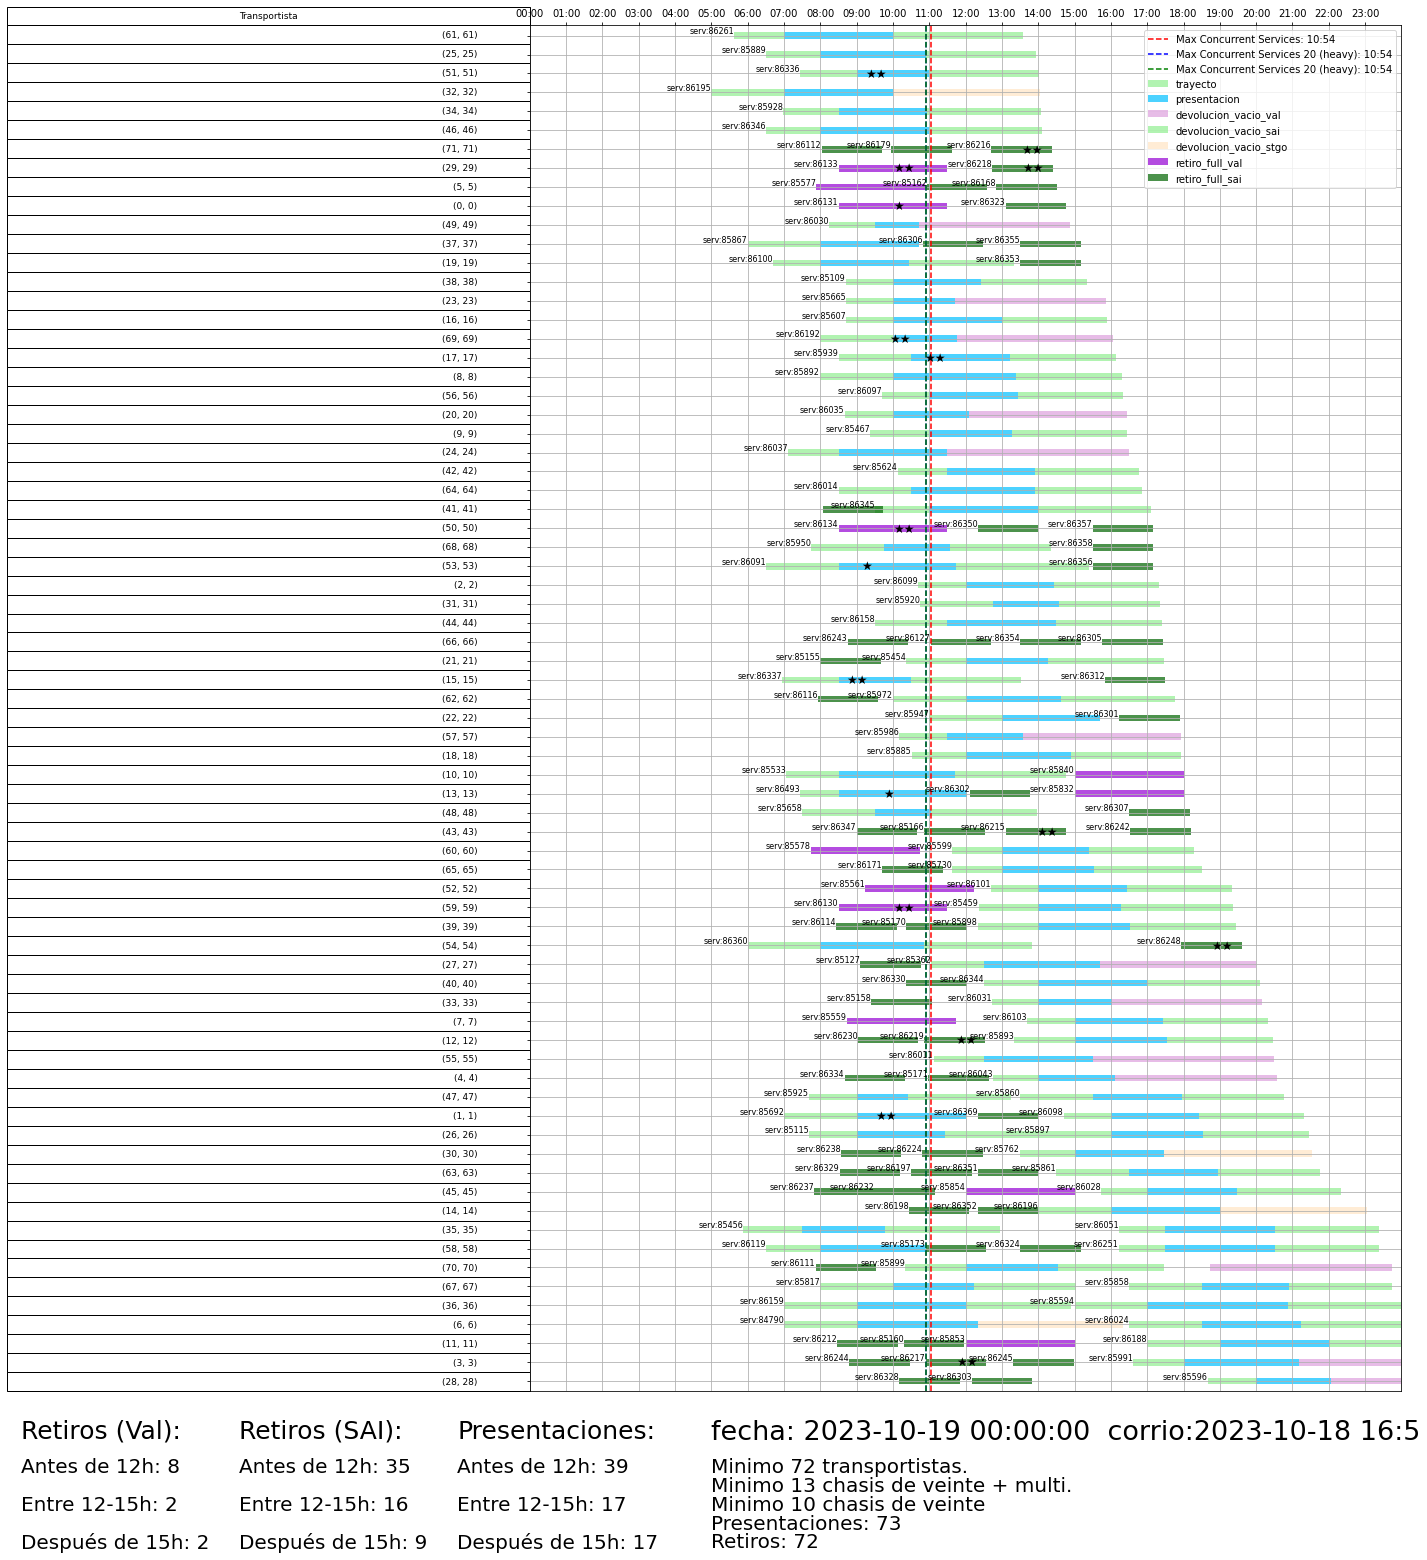 Transportista 00:00 01:00 02:00 03:00 04:00 05:00 06:00 07:00 08:00 09:00 10:00 11:00 12:00 13:00 14:00 15:00 16:00 17:00 18:00 19:00 20:00 21:00 22:00 23:00
Max Concurrent Services: 10:54
Max Concurrent Services 20 (heavy): 10:54
Max Concurrent Services 20 (heavy): 10:54
trayecto
presentacion
devolucion_vacio_val
devolucion_vacio_sai
devolucion_vacio_stgo
retiro_full_val
retiro_full_sai
(61, 61) serv:86261
(25, 25) serv:85889
(51, 51) serv:86336
(32, 32) serv:86195
(34, 34) serv:85928
(46, 46) serv:86346
(71, 71) serv:86112 serv:86179 serv:86216
(29, 29) serv:86133 serv:86218
(5, 5) serv:85577 serv:85162 serv:86168
(0, 0) serv:86131 serv:86323
(49, 49) serv:86030
(37, 37) serv:85867 serv:86306 serv:86355
(19, 19) serv:86100 serv:86353
(38, 38) serv:85109
(23, 23) serv:85665
(16, 16) serv:85607
(69, 69) serv:86192
(17, 17) serv:85939
(8, 8) serv:85892
(56, 56) serv:86097
(20, 20) serv:86035
(9, 9) serv:85467
(24, 24) serv:86037
(42, 42) serv:85624
(64, 64) serv:86014
(41, 41) serv:86345
(50, 50) serv:86134 serv:86350 serv:86357
(68, 68) serv:85950 serv:86358
(53, 53) serv:86091 serv:86356
(2, 2) serv:86099
(31, 31) serv:85920
(44, 44) serv:86158
(66, 66) serv:86243 serv:86127 serv:86354 serv:86305
(21, 21) serv:85155 serv:85454
(15, 15) serv:86337 serv:86312
(62, 62) serv:86116 serv:85972
(22, 22) serv:85947 serv:86301
(57, 57) serv:85986
(18, 18) serv:85885
(10, 10) serv:85533 serv:85840
(13, 13) serv:86493 serv:86302 serv:85832
(48, 48) serv:85658 serv:86307
(43, 43) serv:86347 serv:85166 serv:86215 serv:86242
(60, 60) serv:85578 serv:85599
(65, 65) serv:86171 serv:85730
(52, 52) serv:85561 serv:86101
(59, 59) serv:86130 serv:85459
(39, 39) serv:86114 serv:85170 serv:85898
(54, 54) serv:86360 serv:86248
(27, 27) serv:85127 serv:85362
(40, 40) serv:86330 serv:86344
(33, 33) serv:85158 serv:86031
(7, 7) serv:85559 serv:86103
(12, 12) serv:86230 serv:86219 serv:85893
(55, 55) serv:86011
(4, 4) serv:86334 serv:85171 serv:86043
(47, 47) serv:85925 serv:85860
(1, 1) serv:85692 serv:86369 serv:86098
(26, 26) serv:85115 serv:85897
(30, 30) serv:86238 serv:86224 serv:85762
(63, 63) serv:86329 serv:86197 serv:86351 serv:85861
(45, 45) serv:86237 serv:86232 serv:85854 serv:86028
(14, 14) serv:86198 serv:86352 serv:86196
(35, 35) serv:85456 serv:86051
(58, 58) serv:86119 serv:85173 serv:86324 serv:86251
(70, 70) serv:86111 serv:85899
(67, 67) serv:85817 serv:85858
(36, 36) serv:86159 serv:85594
(6, 6) serv:84790 serv:86024
(11, 11) serv:86212 serv:85160 serv:85853 serv:86188
(3, 3) serv:86244 serv:86217 serv:86245 serv:85991
(28, 28) serv:86328 serv:86303 serv:85596
Retiros (Val): Retiros (SAI): Presentaciones: fecha: 2023-10-19 00:00:00 corrio:2023-10-18 16:5
Antes de 12h: 8 Antes de 12h: 35 Antes de 12h: 39 Minimo 72 transportistas.
Minimo 13 chasis de veinte + multi.
Entre 12-15h: 2 Entre 12-15h: 16 Entre 12-15h: 17 Minimo 10 chasis de veinte
Presentaciones: 73
Después de 15h: 2 Después de 15h: 9 Después de 15h: 17 Retiros: 72